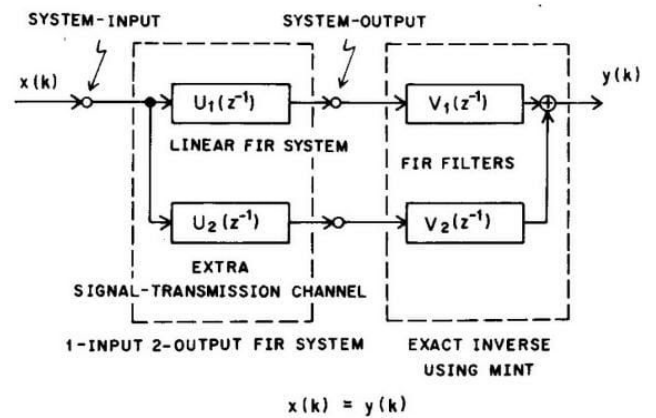 SYSTEM-INPUT
SYSTEM-OUTPUT
x(k)
y(k)
U₁(z⁻¹)
V₁(z⁻¹)
+
LINEAR FIR SYSTEM
FIR FILTERS
U₂(z⁻¹)
V₂(z⁻¹)
EXTRA
SIGNAL-TRANSMISSION CHANNEL
1-INPUT 2-OUTPUT FIR SYSTEM
EXACT INVERSE
USING MINT
x(k) = y(k)